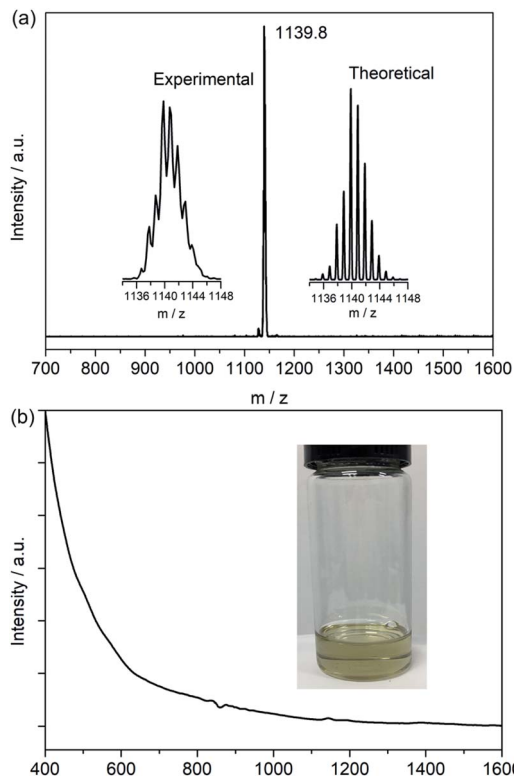 (a)
1139.8
Experimental
Theoretical
Intensity / a.u.
1136 1140 1144 1148
m / z
1136 1140 1144 1148
m / z
700 800 900 1000 1100 1200 1300 1400 1500 1600
m / z
(b)
Intensity / a.u.
400 600 800 1000 1200 1400 1600